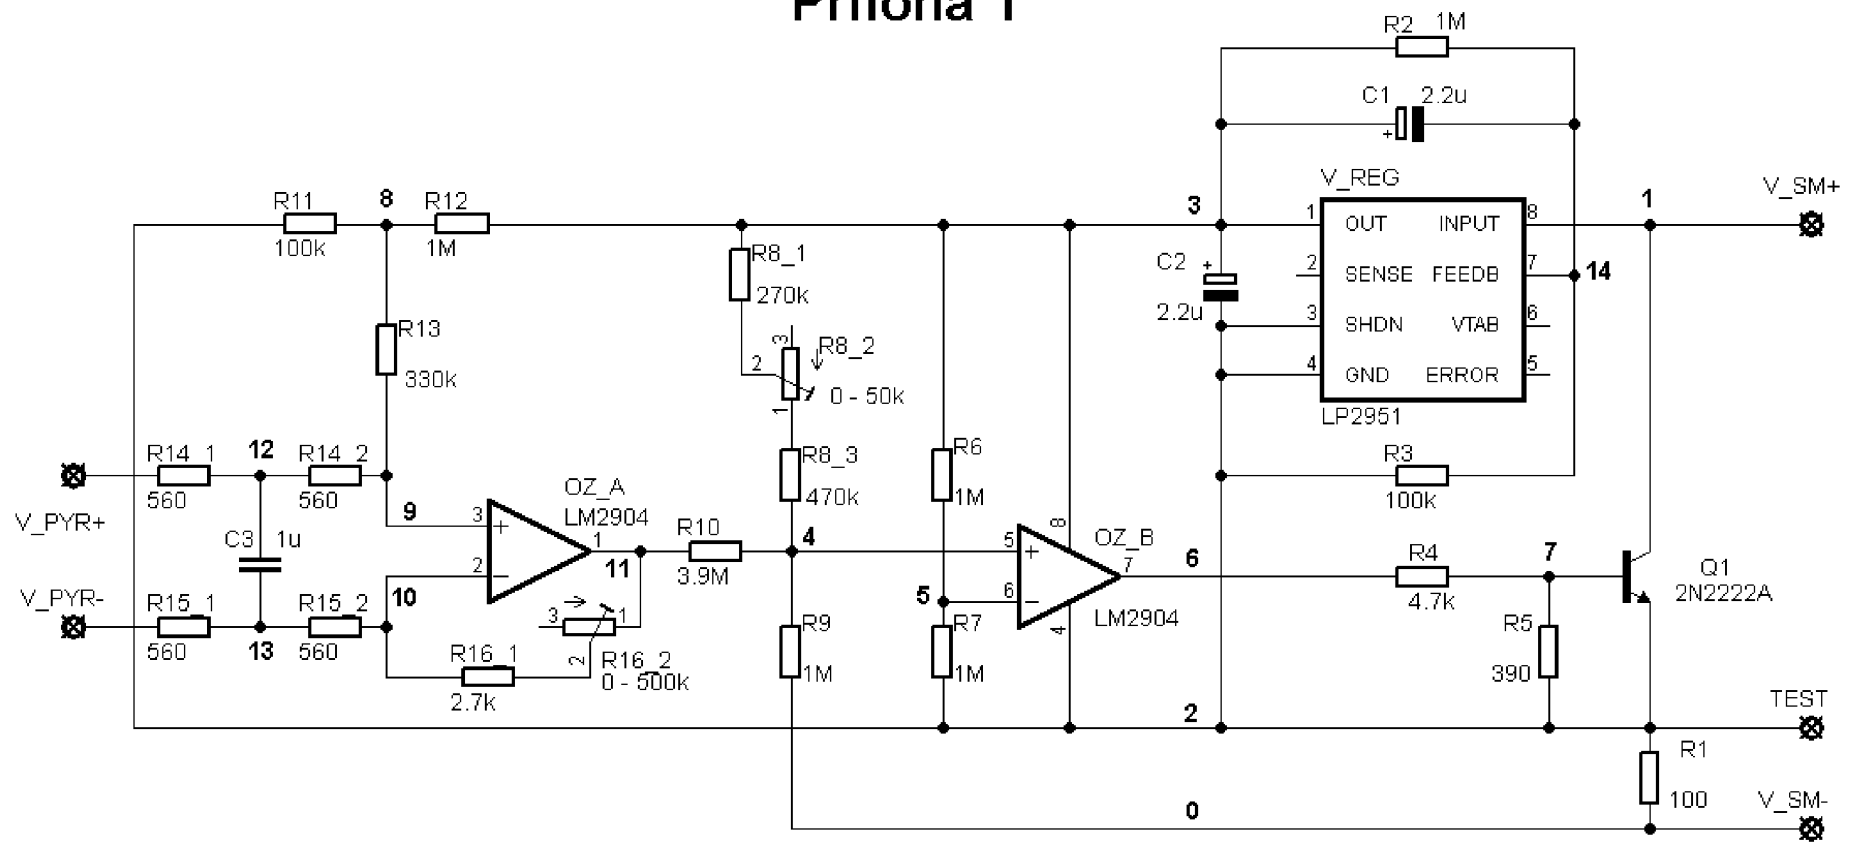 R2 1M
C1 2.2u
+
V_REG
V_SM+
R11 8 R12 3 1 OUT INPUT 8 1
100k 1M
R8_1
270k
C2 +
2.2u
2 SENSE FEEDB 7 14
3 SHDN VTAB 6
4 GND ERROR 5
LP2951
R13
330k
3 R8_2
2
0 - 50k
1
R14_1 12 R14_2
560 560
R8_3
470k
R6
1M
R3
100k
V_PYR+
C3 1u
9 3 +
OZ_A
LM2904
1
11
2 −
10
R10
3.9M
4
5 +
8
OZ_B
7
6
R4
4.7k
7
Q1
2N2222A
V_PYR-
R15_1 13 R15_2
560 560
3 1
2
R16_1
2.7k
R16_2
0 - 500k
R9
1M
5 6 −
4
LM2904
R7
1M
R5
390
2
TEST
R1
100
0
V_SM-